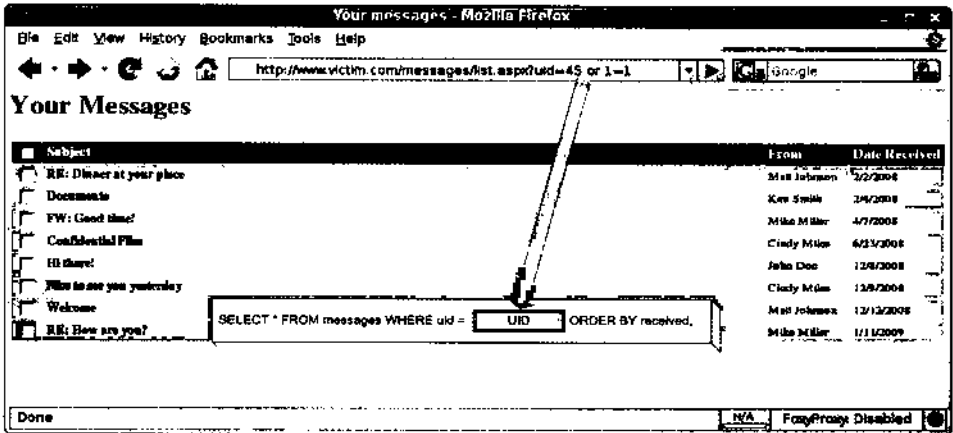 Your messages - Mozilla Firefox
File Edit View History Bookmarks Tools Help
http://www.victim.com/messages/list.aspx?uid=45 or 1=1
Google
Your Messages
Subject From Date Received
RE: Dinner at your place Matt Johnson 2/2/2008
Documents Ken Smith
FW: Good time! Mike Miller 4/7/2008
Confidential Files Cindy Miles 6/23/2008
Hi there! John Doe 12/8/2008
Nice to see you yesterday Cindy Miles 12/9/2008
Welcome Matt Johnson 12/12/2008
RE: How are you? Mike Miller 1/11/2009
SELECT * FROM messages WHERE uid = UID ORDER BY received;
Done N/A FoxyProxy: Disabled